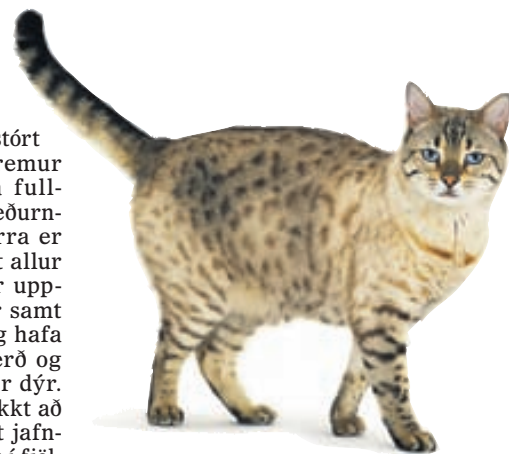 stórt
remur
full-
eðurn-
rra er
t allur
r upp-
r samt
g hafa
erð og
r dýr.
kkt að
t jafn-